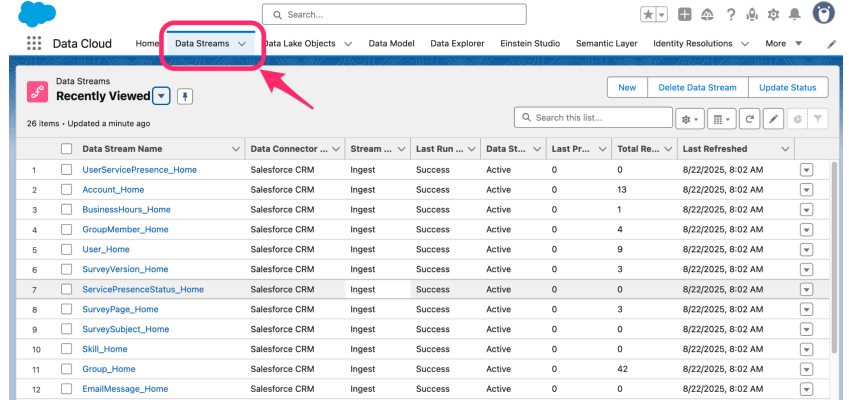 Search...
Data Cloud Home Data Streams Data Lake Objects Data Model Data Explorer Einstein Studio Semantic Layer Identity Resolutions More
Data Streams
Recently Viewed
New Delete Data Stream Update Status
26 items • Updated a minute ago
Search this list...
Data Stream Name Data Connector ... Stream ... Last Run ... Data St... Last Pr... Total Re... Last Refreshed
1 UserServicePresence_Home Salesforce CRM Ingest Success Active 0 0 8/22/2025, 8:02 AM
2 Account_Home Salesforce CRM Ingest Success Active 0 13 8/22/2025, 8:02 AM
3 BusinessHours_Home Salesforce CRM Ingest Success Active 0 1 8/22/2025, 8:02 AM
4 GroupMember_Home Salesforce CRM Ingest Success Active 0 4 8/22/2025, 8:02 AM
5 User_Home Salesforce CRM Ingest Success Active 0 9 8/22/2025, 8:02 AM
6 SurveyVersion_Home Salesforce CRM Ingest Success Active 0 3 8/22/2025, 8:02 AM
7 ServicePresenceStatus_Home Salesforce CRM Ingest Success Active 0 0 8/22/2025, 8:02 AM
8 SurveyPage_Home Salesforce CRM Ingest Success Active 0 3 8/22/2025, 8:02 AM
9 SurveySubject_Home Salesforce CRM Ingest Success Active 0 0 8/22/2025, 8:02 AM
10 Skill_Home Salesforce CRM Ingest Success Active 0 0 8/22/2025, 8:02 AM
11 Group_Home Salesforce CRM Ingest Success Active 0 42 8/22/2025, 8:02 AM
12 EmailMessage_Home Salesforce CRM Ingest Success Active 0 0 8/22/2025, 8:02 AM